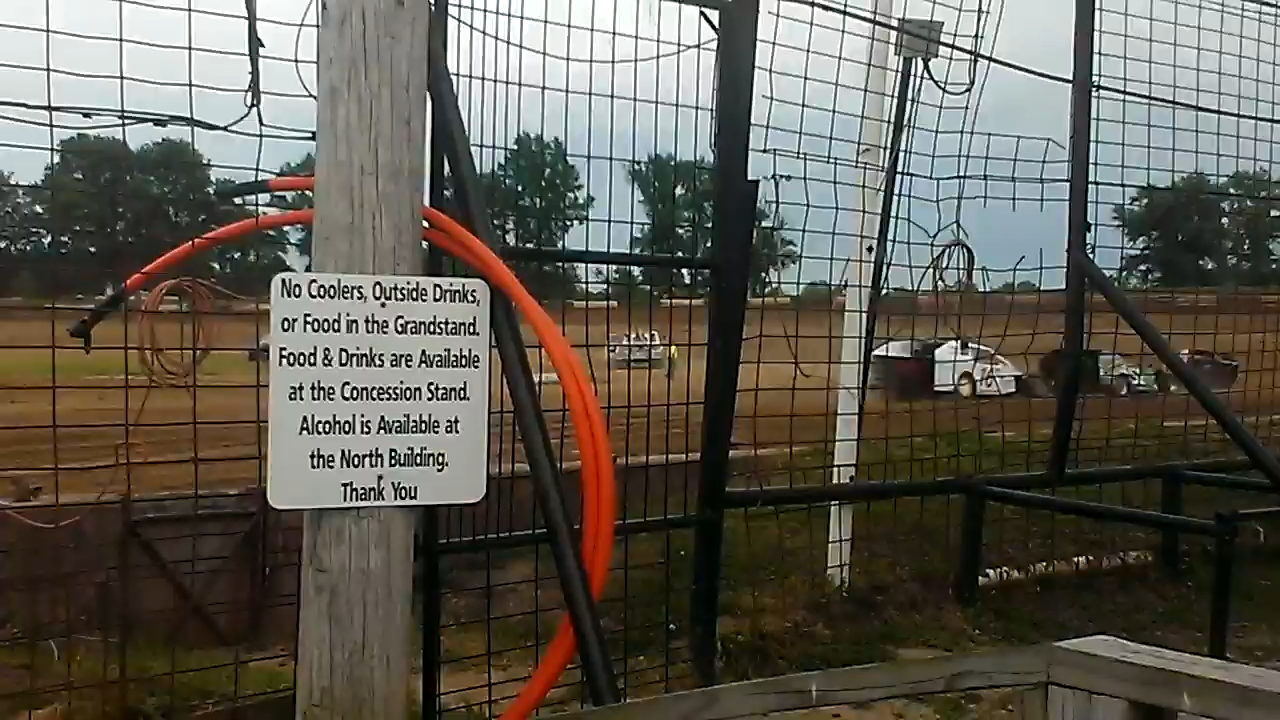 No Coolers, Outside Drinks,
or Food in the Grandstand.
Food & Drinks are Available
at the Concession Stand.
Alcohol is Available at
the North Building.
Thank You